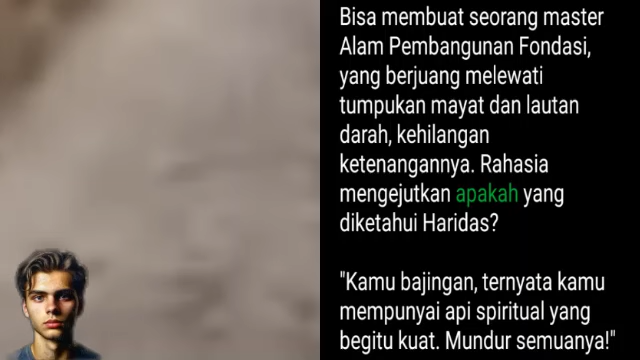 Bisa membuat seorang master
Alam Pembangunan Fondasi,
yang berjuang melewati
tumpukan mayat dan lautan
darah, kehilangan
ketenangannya. Rahasia
mengejutkan apakah yang
diketahui Haridas?
"Kamu bajingan, ternyata kamu
mempunyai api spiritual yang
begitu kuat. Mundur semuanya!"